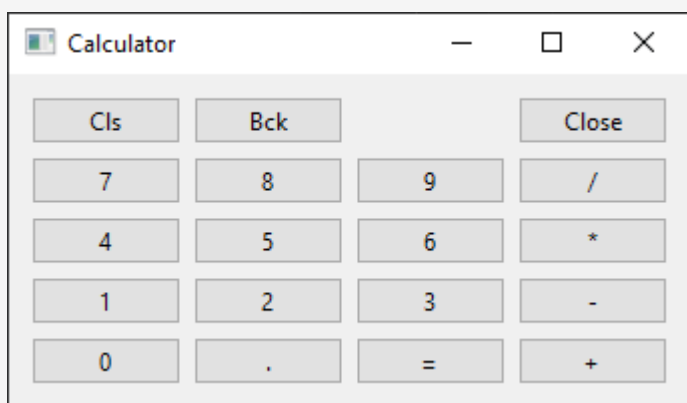 Calculator
Cls Bck Close
7 8 9 /
4 5 6 *
1 2 3 -
0 . = +